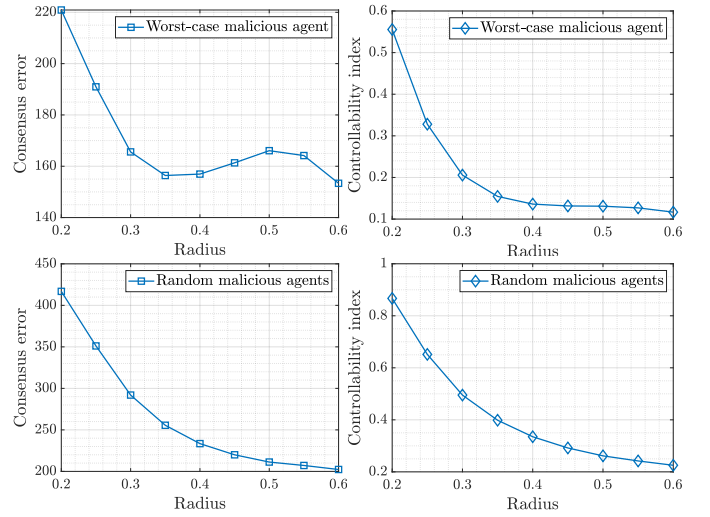 Worst-case malicious agent
Consensus error
220
200
180
160
140
0.2 0.3 0.4 0.5 0.6
Radius
Worst-case malicious agent
Controllability index
0.6
0.5
0.4
0.3
0.2
0.1
0.2 0.3 0.4 0.5 0.6
Radius
Random malicious agents
Consensus error
450
400
350
300
250
200
0.2 0.3 0.4 0.5 0.6
Radius
Random malicious agents
Controllability index
1
0.8
0.6
0.4
0.2
0.2 0.3 0.4 0.5 0.6
Radius